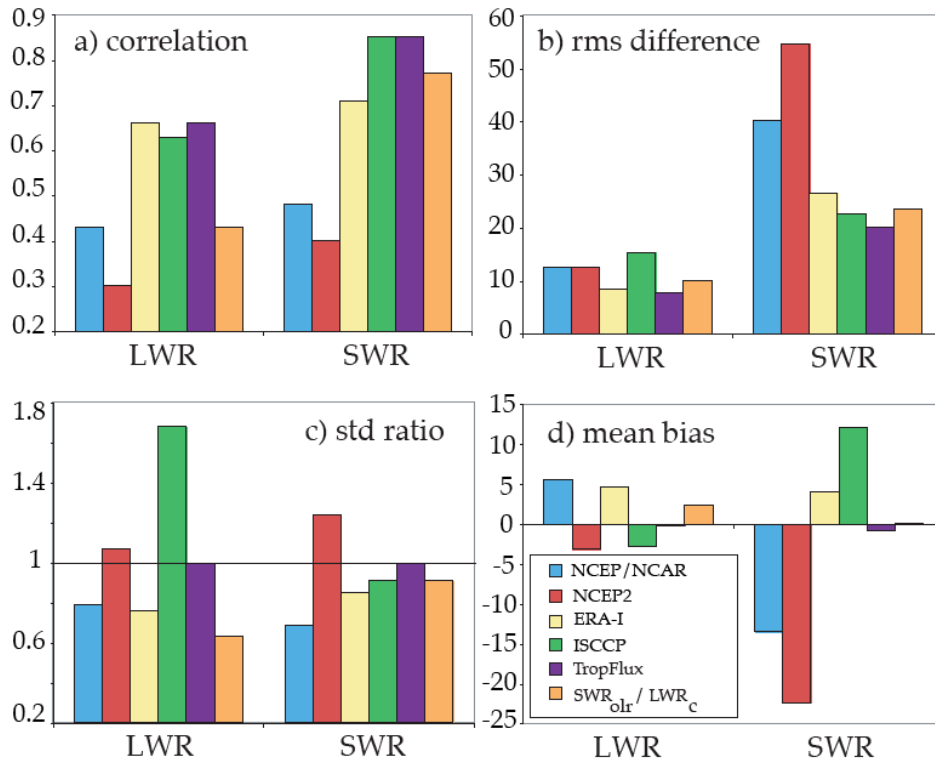 a) correlation
0.9
0.8
0.7
0.6
0.5
0.4
0.3
0.2
LWR SWR
b) rms difference
60
50
40
30
20
10
0
LWR SWR
c) std ratio
1.8
1.4
1
0.6
0.2
LWR SWR
d) mean bias
15
10
5
0
-5
-10
-15
-20
-25
NCEP/NCAR
NCEP2
ERA-I
ISCCP
TropFlux
SWR_olr / LWR_c
LWR SWR